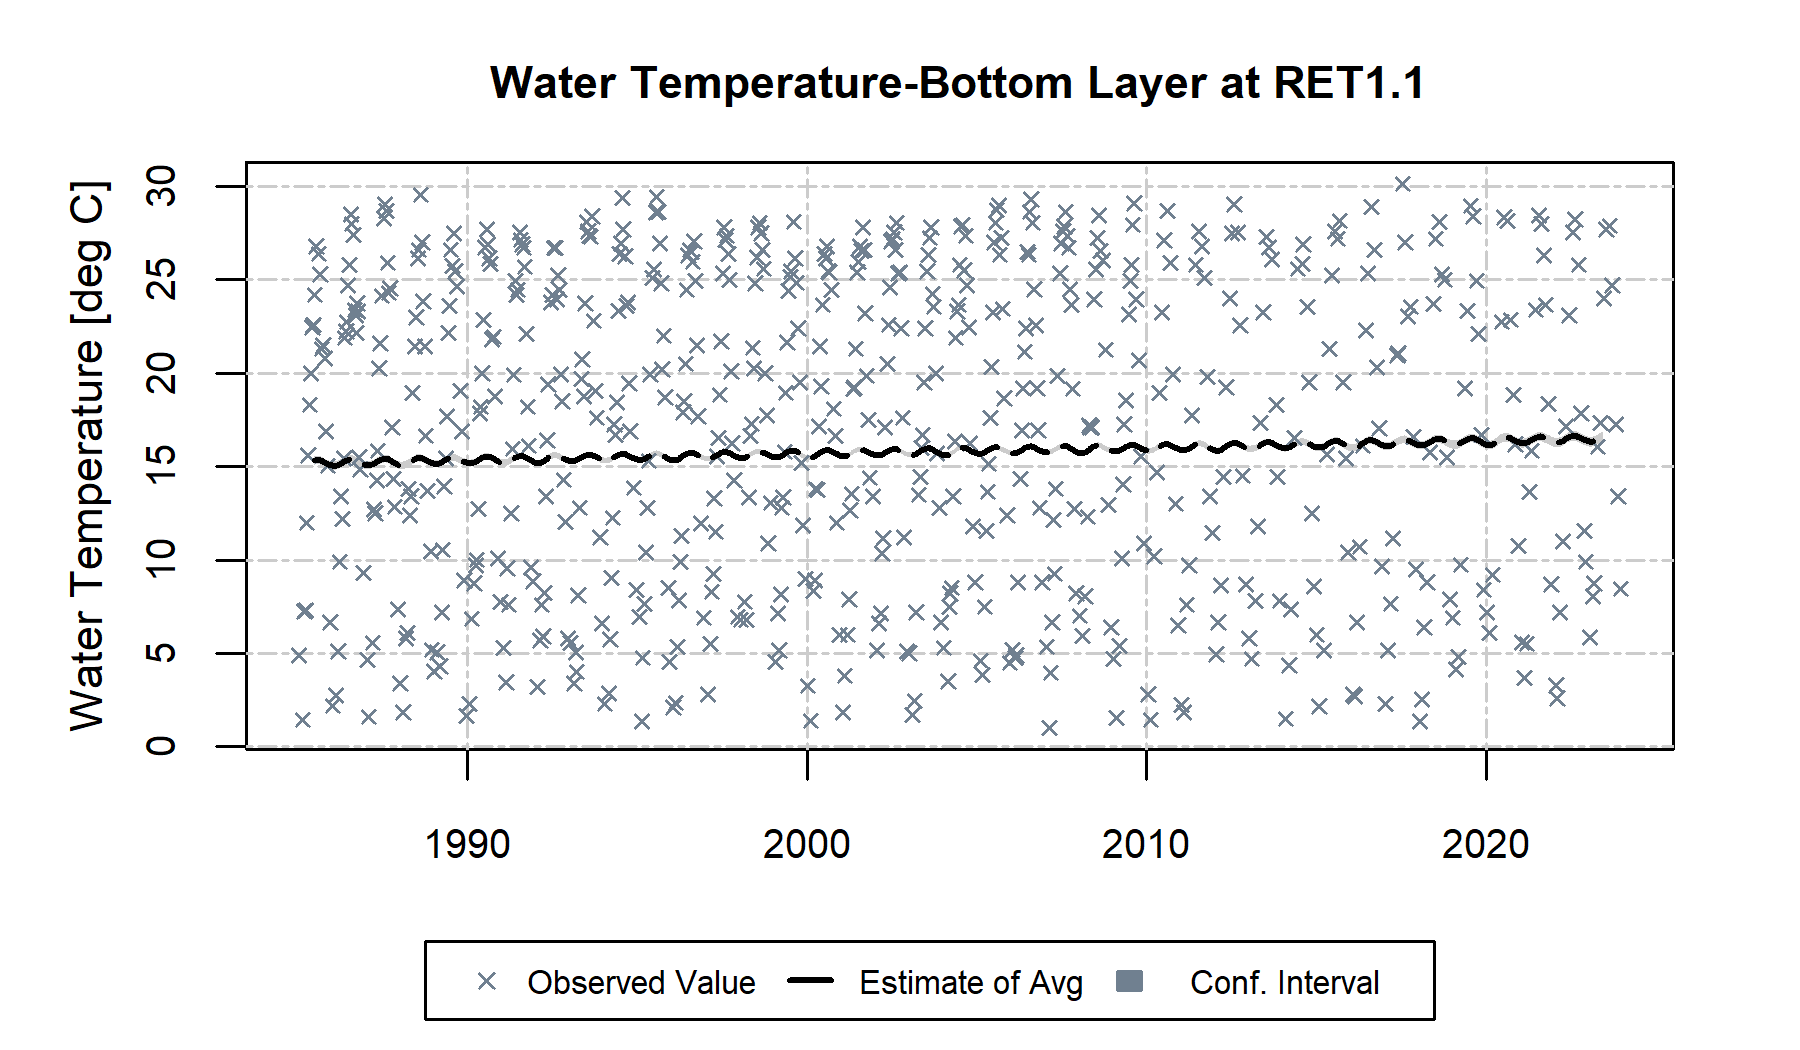 Water Temperature-Bottom Layer at RET1.1
Water Temperature [deg C]
30
25
20
15
10
5
0
1990 2000 2010 2020
Observed Value Estimate of Avg Conf. Interval